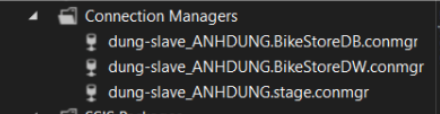 Connection Managers
dung-slave_ANHDUNG.BikeStoreDB.conmgr
dung-slave_ANHDUNG.BikeStoreDW.conmgr
dung-slave_ANHDUNG.stage.conmgr